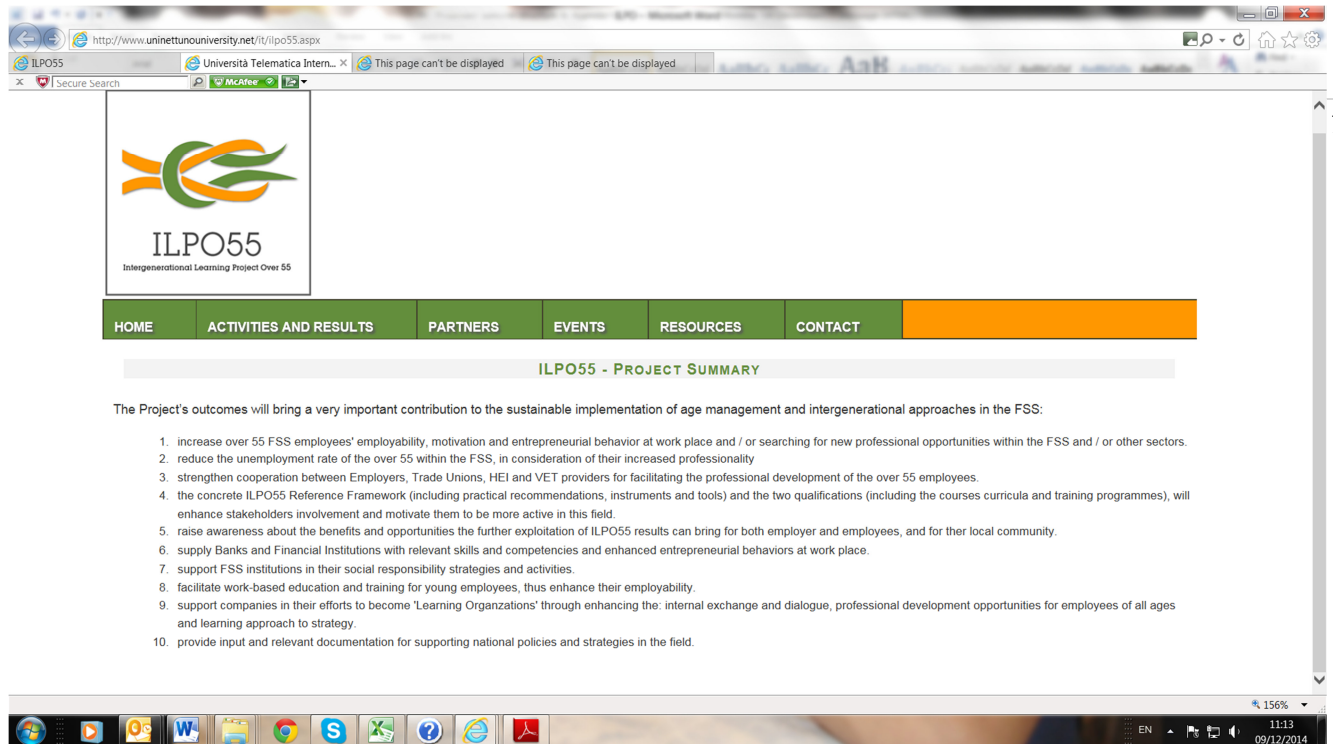 ILPO - Microsoft Word
http://www.uninettunouniversity.net/it/ilpo55.aspx
ILPO55
Università Telematica Intern...
This page can't be displayed
This page can't be displayed
Secure Search
McAfee
ILPO55
Intergenerational Learning Project Over 55
HOME ACTIVITIES AND RESULTS PARTNERS EVENTS RESOURCES CONTACT
ILPO55 - PROJECT SUMMARY
The Project's outcomes will bring a very important contribution to the sustainable implementation of age management and intergenerational approaches in the FSS:
1. increase over 55 FSS employees' employability, motivation and entrepreneurial behavior at work place and / or searching for new professional opportunities within the FSS and / or other sectors.
2. reduce the unemployment rate of the over 55 within the FSS, in consideration of their increased professionality
3. strengthen cooperation between Employers, Trade Unions, HEI and VET providers for facilitating the professional development of the over 55 employees.
4. the concrete ILPO55 Reference Framework (including practical recommendations, instruments and tools) and the two qualifications (including the courses curricula and training programmes), will
enhance stakeholders involvement and motivate them to be more active in this field.
5. raise awareness about the benefits and opportunities the further exploitation of ILPO55 results can bring for both employer and employees, and for ther local community.
6. supply Banks and Financial Institutions with relevant skills and competencies and enhanced entrepreneurial behaviors at work place.
7. support FSS institutions in their social responsibility strategies and activities.
8. facilitate work-based education and training for young employees, thus enhance their employability.
9. support companies in their efforts to become 'Learning Organzations' through enhancing the: internal exchange and dialogue, professional development opportunities for employees of all ages
and learning approach to strategy.
10. provide input and relevant documentation for supporting national policies and strategies in the field.
156%
EN
11:13
09/12/2014